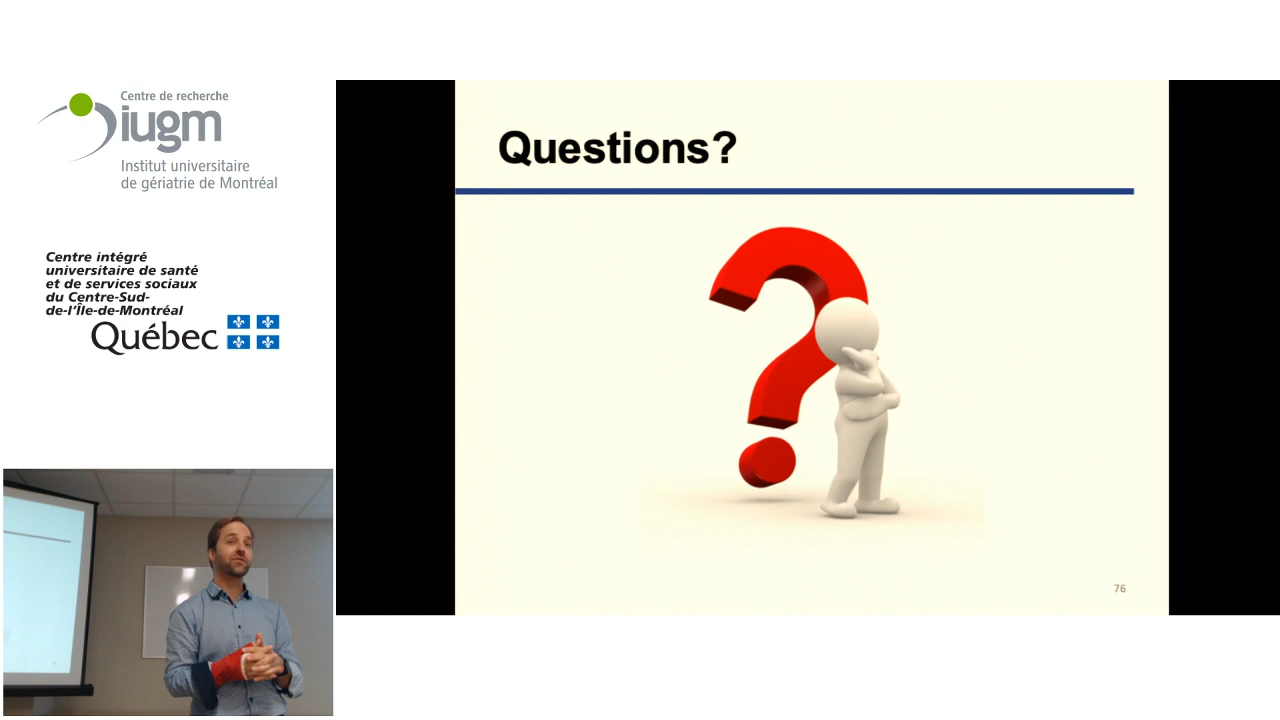 Centre de recherche
iugm
Institut universitaire
de gériatrie de Montréal
Centre intégré
universitaire de santé
et de services sociaux
du Centre-Sud-
de-l'Île-de-Montréal
Québec
Questions?
76